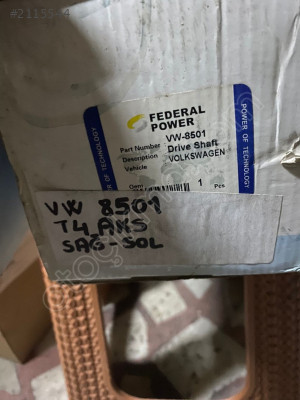 FEDERAL
POWER
Part Number VW-8501
Description Drive Shaft
Vehicle VOLKSWAGEN
1 Pcs
POWER OF TECHNOLOGY
POWER OF TECHNOLOGY
VW 8501
T4 AKS
SAĞ-SOL